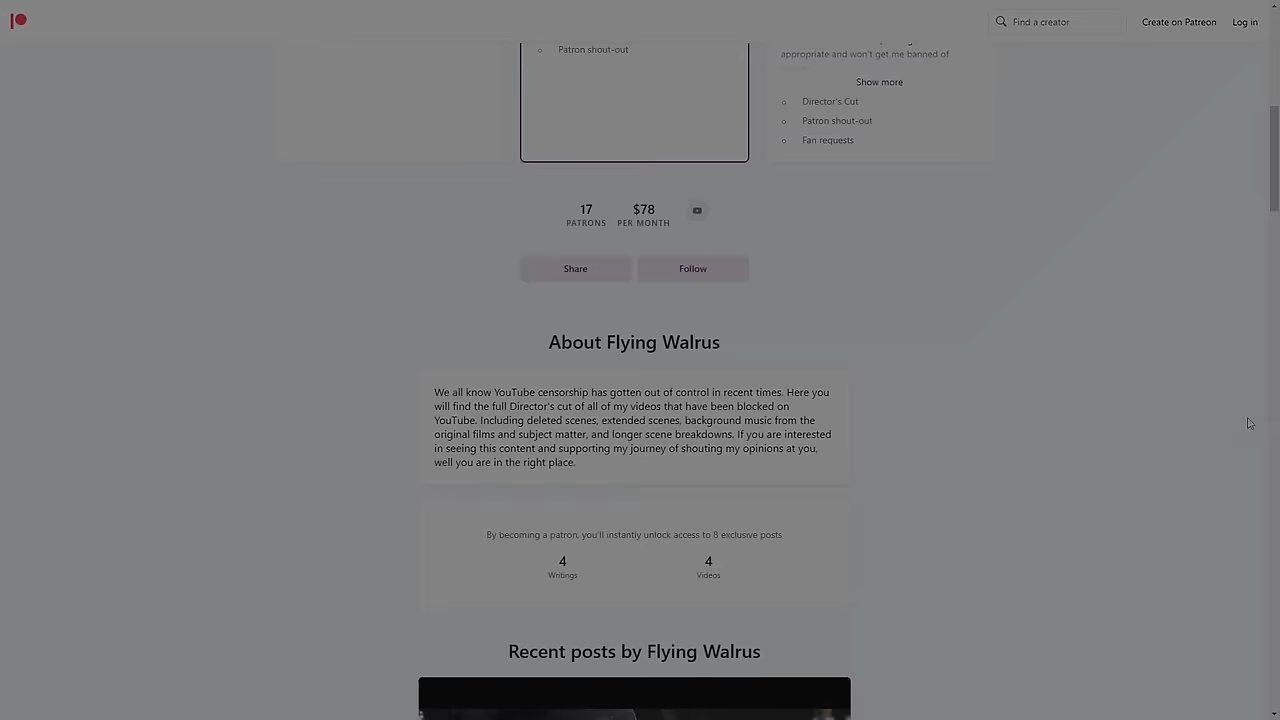 Find a creator
Create on Patreon
Log in
Patron shout-out
appropriate and won't get me banned of
Show more
Director's Cut
Patron shout-out
Fan requests
17
PATRONS
$78
PER MONTH
Share
Follow
About Flying Walrus
We all know YouTube censorship has gotten out of control in recent times. Here you
will find the full Director's cut of all of my videos that have been blocked on
YouTube. Including deleted scenes, extended scenes, background music from the
original films and subject matter, and longer scene breakdowns. If you are interested
in seeing this content and supporting my journey of shouting my opinions at you,
well you are in the right place.
By becoming a patron, you'll instantly unlock access to 8 exclusive posts
4
Writings
4
Videos
Recent posts by Flying Walrus